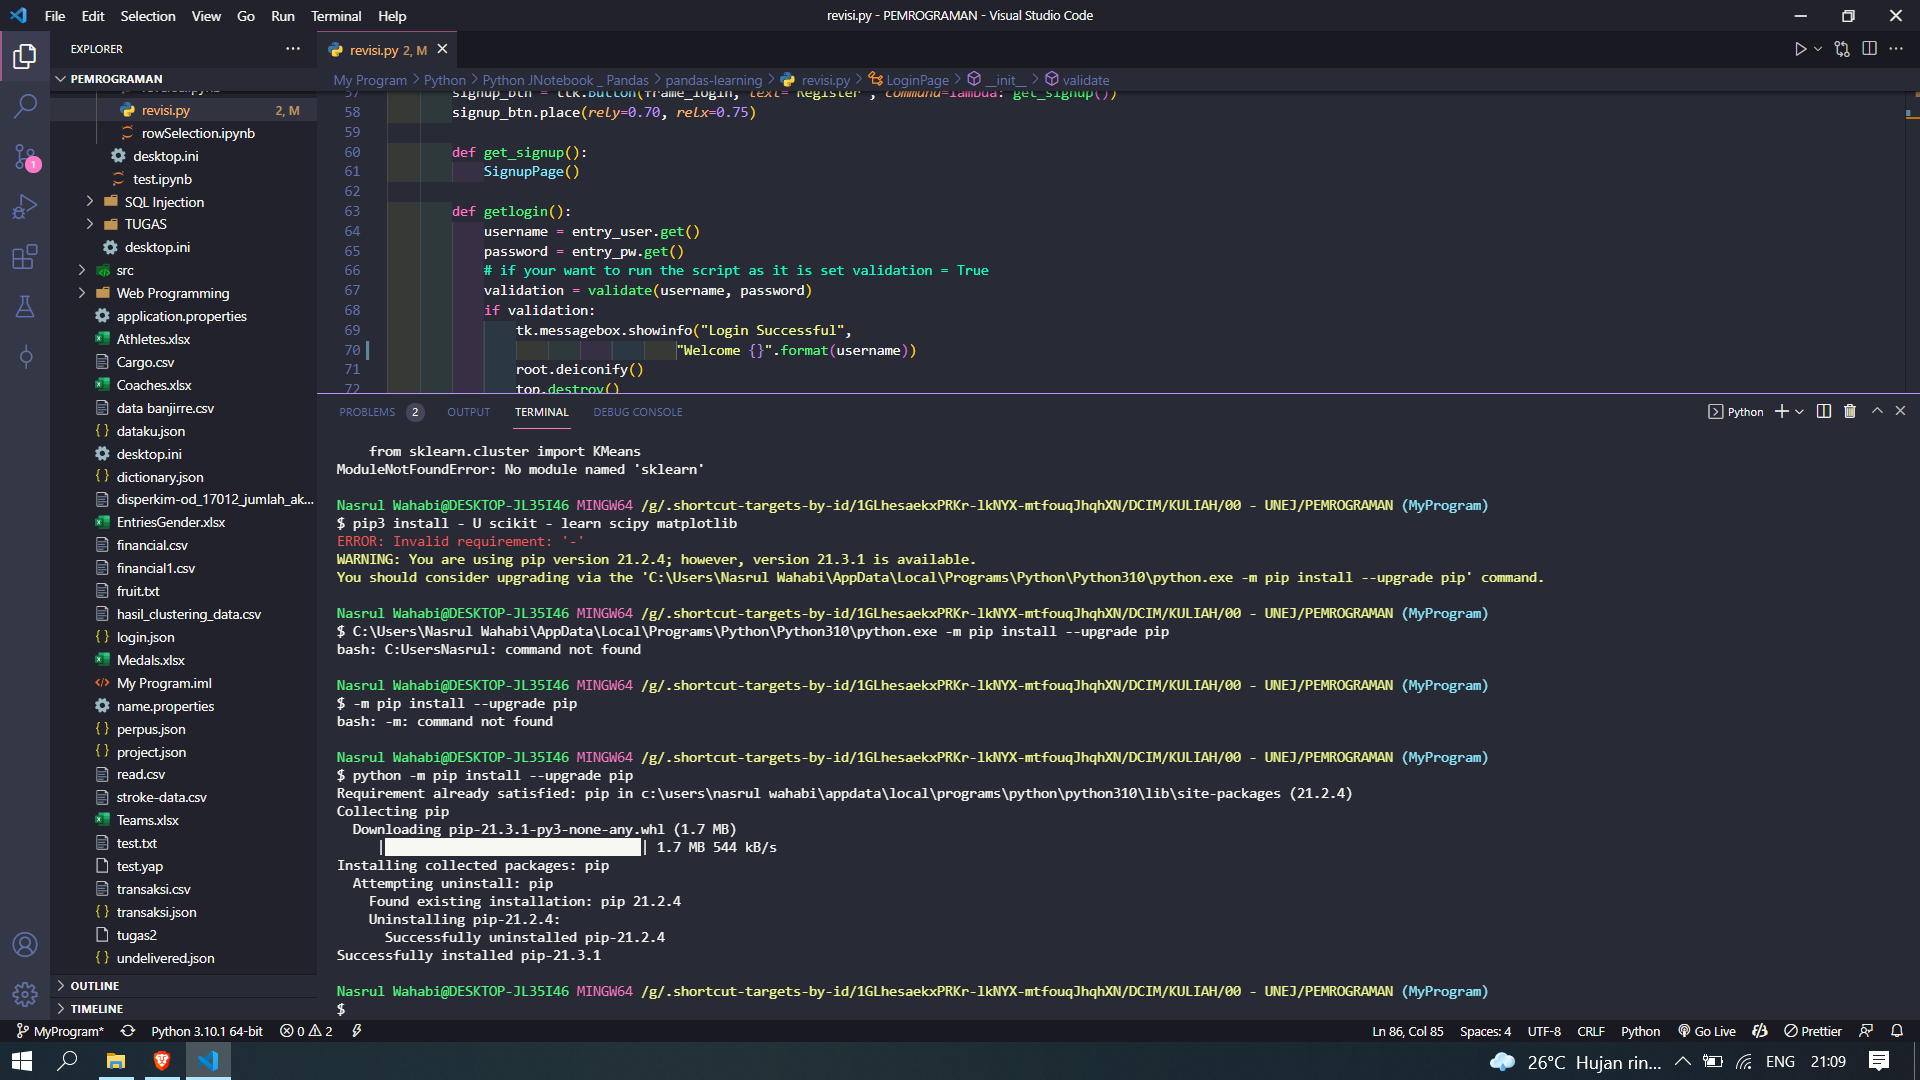 File Edit Selection View Go Run Terminal Help
revisi.py - PEMROGRAMAN - Visual Studio Code
EXPLORER
PEMROGRAMAN
revisi.py 2, M
rowSelection.ipynb
desktop.ini
test.ipynb
SQL Injection
TUGAS
desktop.ini
src
Web Programming
application.properties
Athletes.xlsx
Cargo.csv
Coaches.xlsx
data banjirre.csv
dataku.json
desktop.ini
dictionary.json
disperkim-od_17012_jumlah_ak...
EntriesGender.xlsx
financial.csv
financial1.csv
fruit.txt
hasil_clustering_data.csv
login.json
Medals.xlsx
My Program.iml
name.properties
perpus.json
project.json
read.csv
stroke-data.csv
Teams.xlsx
test.txt
test.yap
transaksi.csv
transaksi.json
tugas2
undelivered.json
OUTLINE
TIMELINE
1
revisi.py 2, M
My Program > Python > Python JNotebook _ Pandas > pandas-learning > revisi.py > LoginPage > __init__ > validate
57 signup_btn = ttk.Button(frame_login, text="Register", command=lambda: get_signup())
58 signup_btn.place(rely=0.70, relx=0.75)
59
60 def get_signup():
61 SignupPage()
62
63 def getlogin():
64 username = entry_user.get()
65 password = entry_pw.get()
66 # if your want to run the script as it is set validation = True
67 validation = validate(username, password)
68 if validation:
69 tk.messagebox.showinfo("Login Successful",
70 "Welcome {}".format(username))
71 root.deiconify()
72 top.destroy()
PROBLEMS 2 OUTPUT TERMINAL DEBUG CONSOLE
Python
from sklearn.cluster import KMeans
ModuleNotFoundError: No module named 'sklearn'
Nasrul Wahabi@DESKTOP-JL35I46 MINGW64 /g/.shortcut-targets-by-id/1GLhesaekxPRKr-lkNYX-mtfouqJhqhXN/DCIM/KULIAH/00 - UNEJ/PEMROGRAMAN (MyProgram)
$ pip3 install - U scikit - learn scipy matplotlib
ERROR: Invalid requirement: '-'
WARNING: You are using pip version 21.2.4; however, version 21.3.1 is available.
You should consider upgrading via the 'C:\Users\Nasrul Wahabi\AppData\Local\Programs\Python\Python310\python.exe -m pip install --upgrade pip' command.
Nasrul Wahabi@DESKTOP-JL35I46 MINGW64 /g/.shortcut-targets-by-id/1GLhesaekxPRKr-lkNYX-mtfouqJhqhXN/DCIM/KULIAH/00 - UNEJ/PEMROGRAMAN (MyProgram)
$ C:\Users\Nasrul Wahabi\AppData\Local\Programs\Python\Python310\python.exe -m pip install --upgrade pip
bash: C:UsersNasrul: command not found
Nasrul Wahabi@DESKTOP-JL35I46 MINGW64 /g/.shortcut-targets-by-id/1GLhesaekxPRKr-lkNYX-mtfouqJhqhXN/DCIM/KULIAH/00 - UNEJ/PEMROGRAMAN (MyProgram)
$ -m pip install --upgrade pip
bash: -m: command not found
Nasrul Wahabi@DESKTOP-JL35I46 MINGW64 /g/.shortcut-targets-by-id/1GLhesaekxPRKr-lkNYX-mtfouqJhqhXN/DCIM/KULIAH/00 - UNEJ/PEMROGRAMAN (MyProgram)
$ python -m pip install --upgrade pip
Requirement already satisfied: pip in c:\users\nasrul wahabi\appdata\local\programs\python\python310\lib\site-packages (21.2.4)
Collecting pip
Downloading pip-21.3.1-py3-none-any.whl (1.7 MB)
| | 1.7 MB 544 kB/s
Installing collected packages: pip
Attempting uninstall: pip
Found existing installation: pip 21.2.4
Uninstalling pip-21.2.4:
Successfully uninstalled pip-21.2.4
Successfully installed pip-21.3.1
Nasrul Wahabi@DESKTOP-JL35I46 MINGW64 /g/.shortcut-targets-by-id/1GLhesaekxPRKr-lkNYX-mtfouqJhqhXN/DCIM/KULIAH/00 - UNEJ/PEMROGRAMAN (MyProgram)
$
MyProgram* Python 3.10.1 64-bit 0 2
Ln 86, Col 85 Spaces: 4 UTF-8 CRLF Python Go Live Prettier
26°C Hujan rin... ENG 21:09